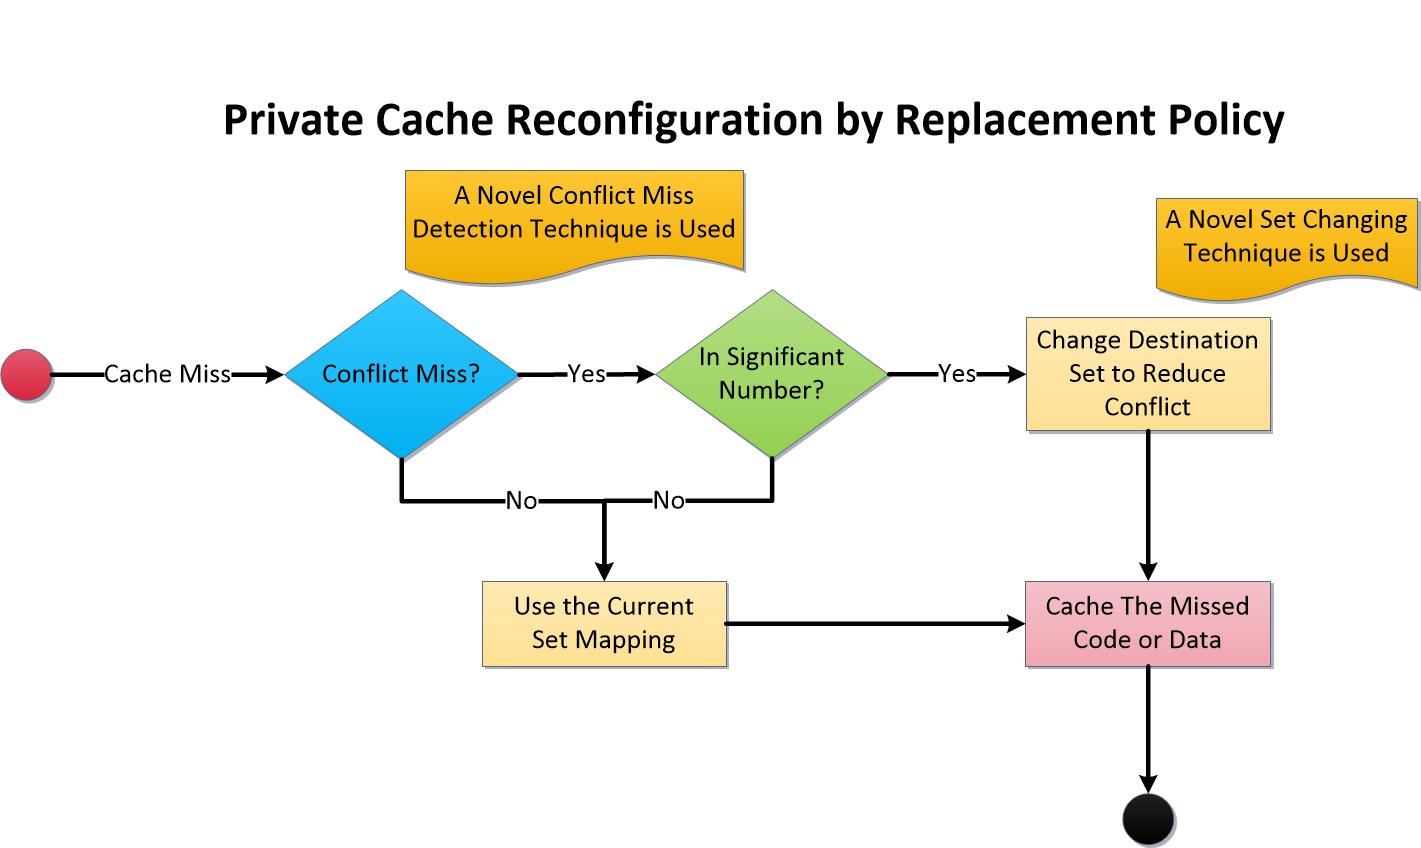 Private Cache Reconfiguration by Replacement Policy
A Novel Conflict Miss
Detection Technique is Used
A Novel Set Changing
Technique is Used
Cache Miss
Conflict Miss?
Yes
In Significant
Number?
Yes
Change Destination
Set to Reduce
Conflict
No
No
Use the Current
Set Mapping
Cache The Missed
Code or Data